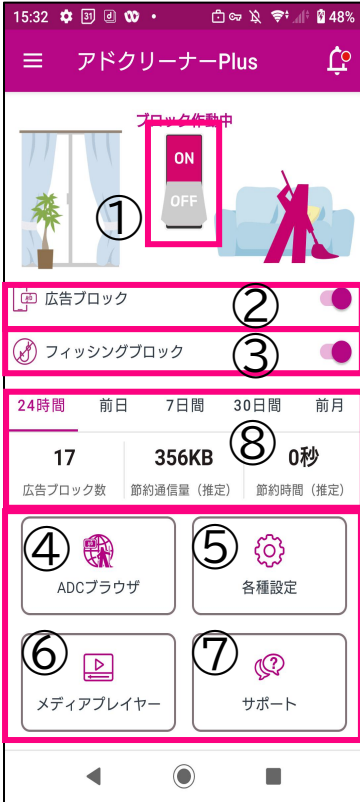 15:32 31 d 48%
アドクリーナーPlus
ブロック作動中
ON
OFF
①
AD 広告ブロック ②
フィッシングブロック ③
24時間 前日 7日間 30日間 前月
⑧
17 356KB 0秒
広告ブロック数 節約通信量（推定） 節約時間（推定）
④ ⑤
ADCブラウザ 各種設定
⑥ ⑦
メディアプレイヤー サポート